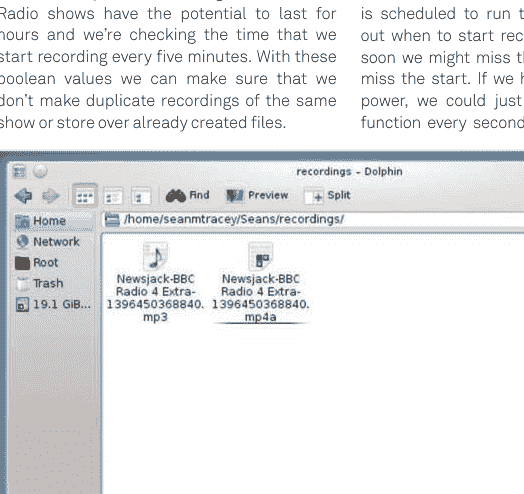 Radio shows have the potential to last for
hours and we're checking the time that we
start recording every five minutes. With these
boolean values we can make sure that we
don't make duplicate recordings of the same
show or store over already created files.
is scheduled to run t
out when to start rec
soon we might miss th
miss the start. If we h
power, we could just
function every second
recordings – Dolphin
Find Preview Split
Home
Network
Root
Trash
19.1 GiB...
/home/seanmtracey/Seans/recordings/
Newsjack-BBC
Radio 4 Extra-
1396450368840.
mp3
Newsjack-BBC
Radio 4 Extra-
1396450368840.
mp4a